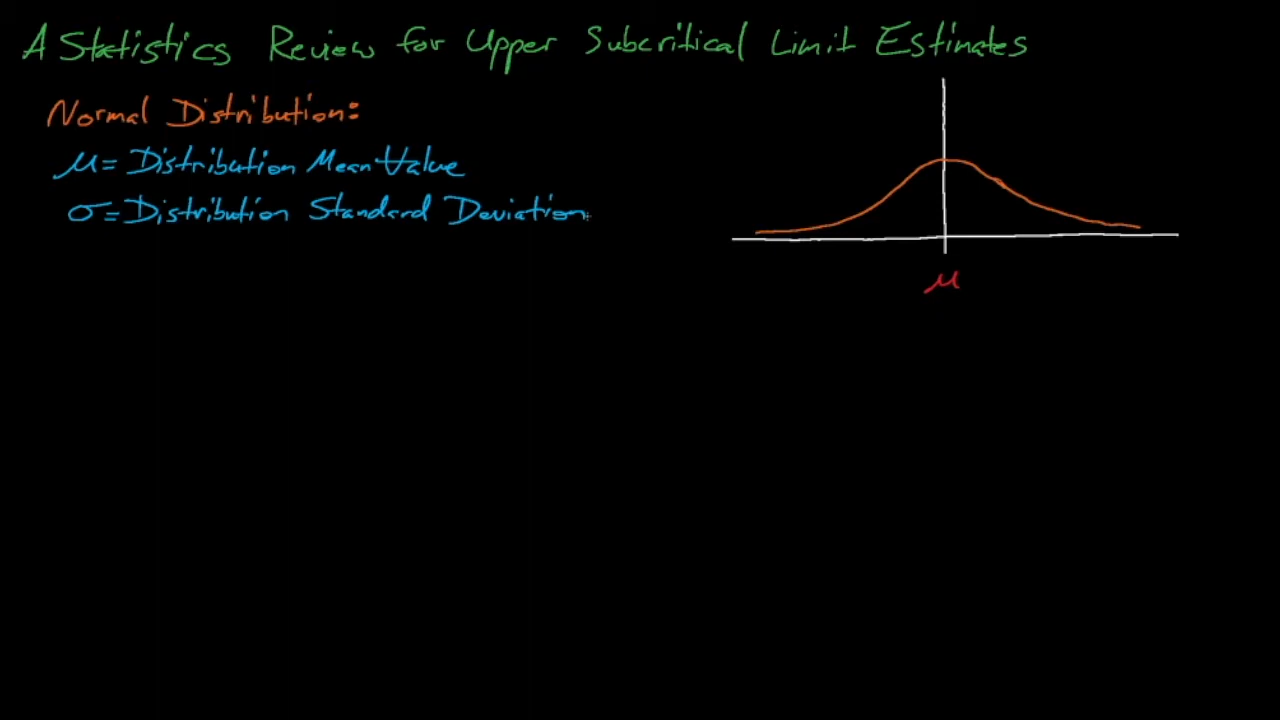 A Statistics Review for Upper Subcritical Limit Estimates
Normal Distribution:
μ = Distribution Mean Value
σ = Distribution Standard Deviation
μ